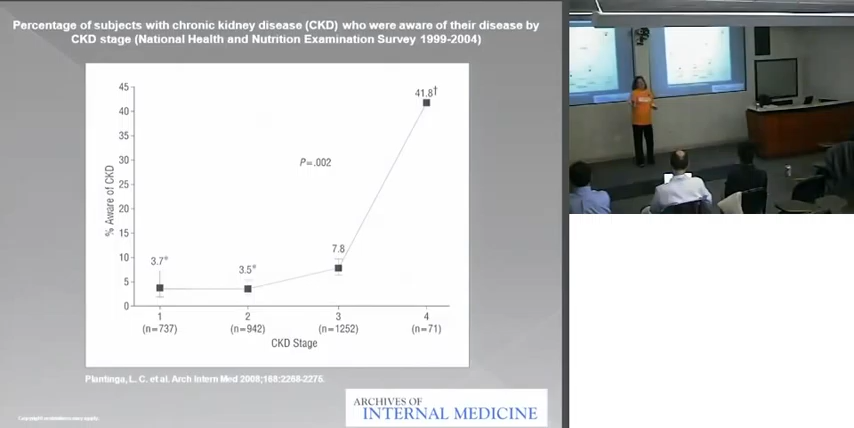 Percentage of subjects with chronic kidney disease (CKD) who were aware of their disease by
CKD stage (National Health and Nutrition Examination Survey 1999-2004)
45
40
35
30
25
20
15
10
5
0
% Aware of CKD
41.8†
P=.002
3.7*
3.5*
7.8
1 2 3 4
(n=737) (n=942) (n=1252) (n=71)
CKD Stage
Plantinga, L. C. et al. Arch Intern Med 2008;168:2268-2275.
ARCHIVES OF
INTERNAL MEDICINE